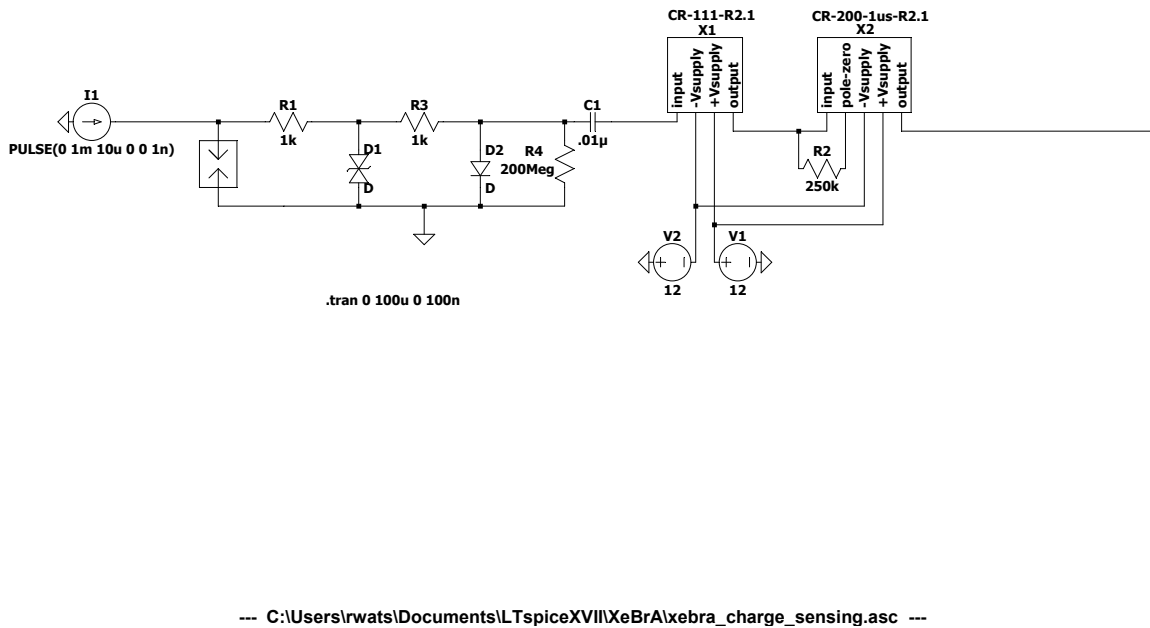 CR-111-R2.1
CR-200-1us-R2.1
X1
X2
input
-Vsupply
+Vsupply
output
input
pole-zero
-Vsupply
+Vsupply
output
I1
PULSE(0 1m 10u 0 0 1n)
R1
1k
R3
1k
C1
.01µ
D1
D
D2
D
R4
200Meg
R2
250k
V2
12
V1
12
.tran 0 100u 0 100n
--- C:\Users\rwats\Documents\LTspiceXVII\XeBrA\xebra_charge_sensing.asc ---